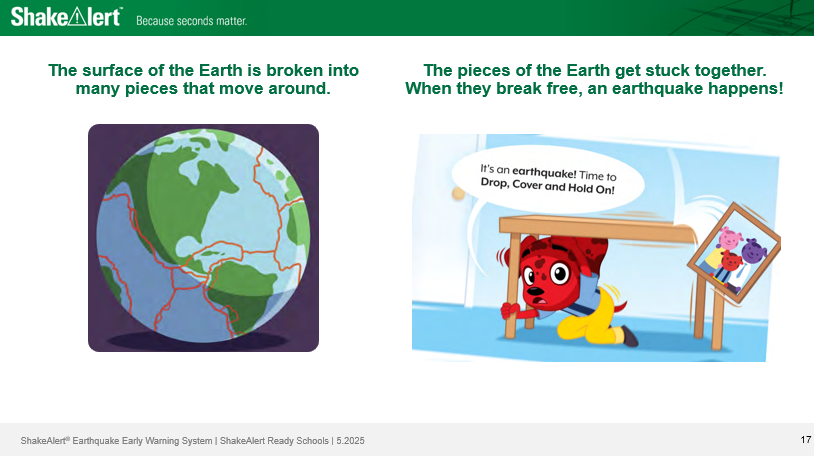 ShakeAlert™ Because seconds matter.
The surface of the Earth is broken into
many pieces that move around.
The pieces of the Earth get stuck together.
When they break free, an earthquake happens!
It's an earthquake! Time to
Drop, Cover and Hold On!
ShakeAlert® Earthquake Early Warning System | ShakeAlert Ready Schools | 5.2025
17